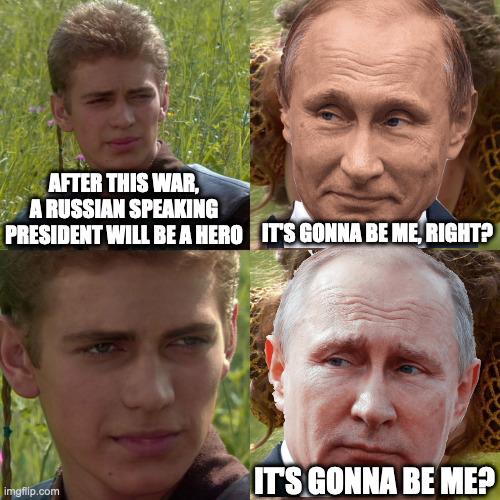 AFTER THIS WAR,
A RUSSIAN SPEAKING
PRESIDENT WILL BE A HERO
IT'S GONNA BE ME, RIGHT?
IT'S GONNA BE ME?
imgflip.com